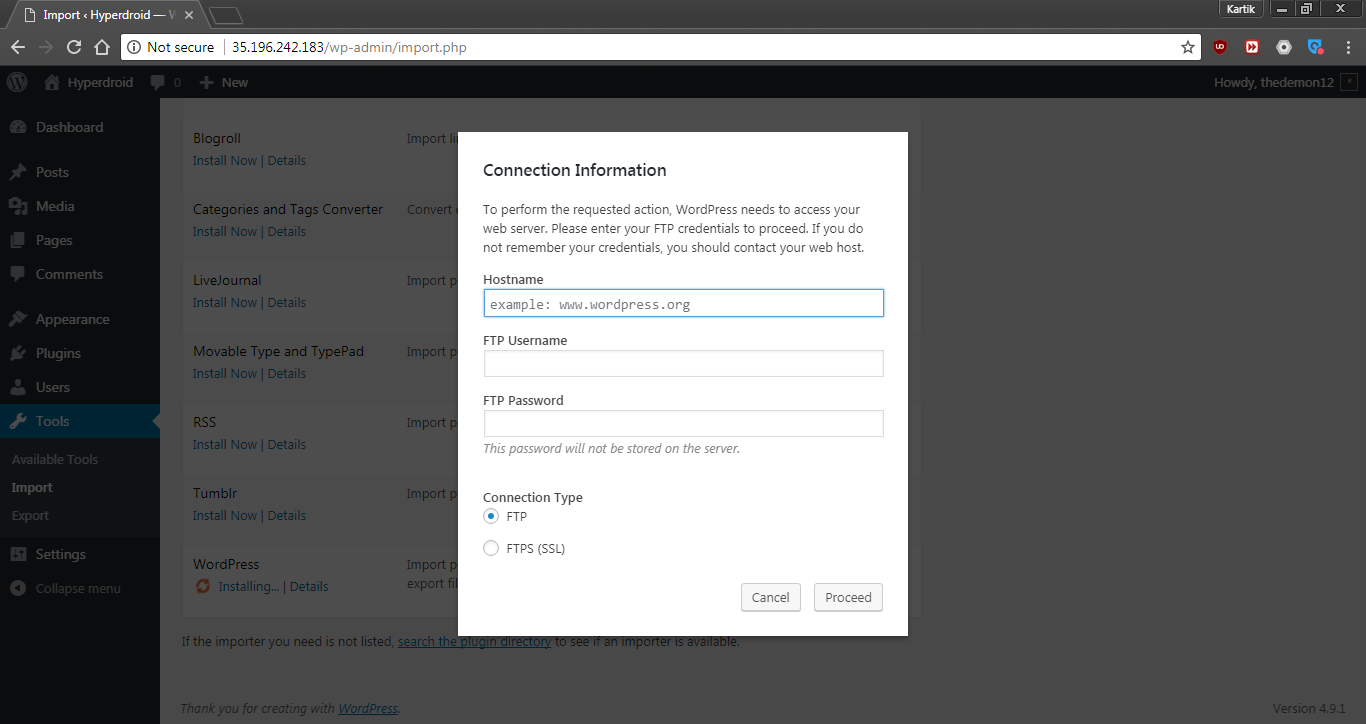 Import ‹ Hyperdroid —
Kartik
Not secure
35.196.242.183/wp-admin/import.php
Hyperdroid
0
New
Howdy, thedemon12
Dashboard
Posts
Media
Pages
Comments
Appearance
Plugins
Users
Tools
Available Tools
Import
Export
Settings
Collapse menu
Blogroll
Import
Install Now | Details
Categories and Tags Converter
Convert
Install Now | Details
LiveJournal
Import
Install Now | Details
Movable Type and TypePad
Import
Install Now | Details
RSS
Import
Install Now | Details
Tumblr
Import
Install Now | Details
WordPress
Import
export
Installing... | Details
Connection Information
To perform the requested action, WordPress needs to access your
web server. Please enter your FTP credentials to proceed. If you do
not remember your credentials, you should contact your web host.
Hostname
example: www.wordpress.org
FTP Username
FTP Password
This password will not be stored on the server.
Connection Type
FTP
FTPS (SSL)
Cancel
Proceed
If the importer you need is not listed, search the plugin directory to see if an importer is available.
Thank you for creating with WordPress.
Version 4.9.1